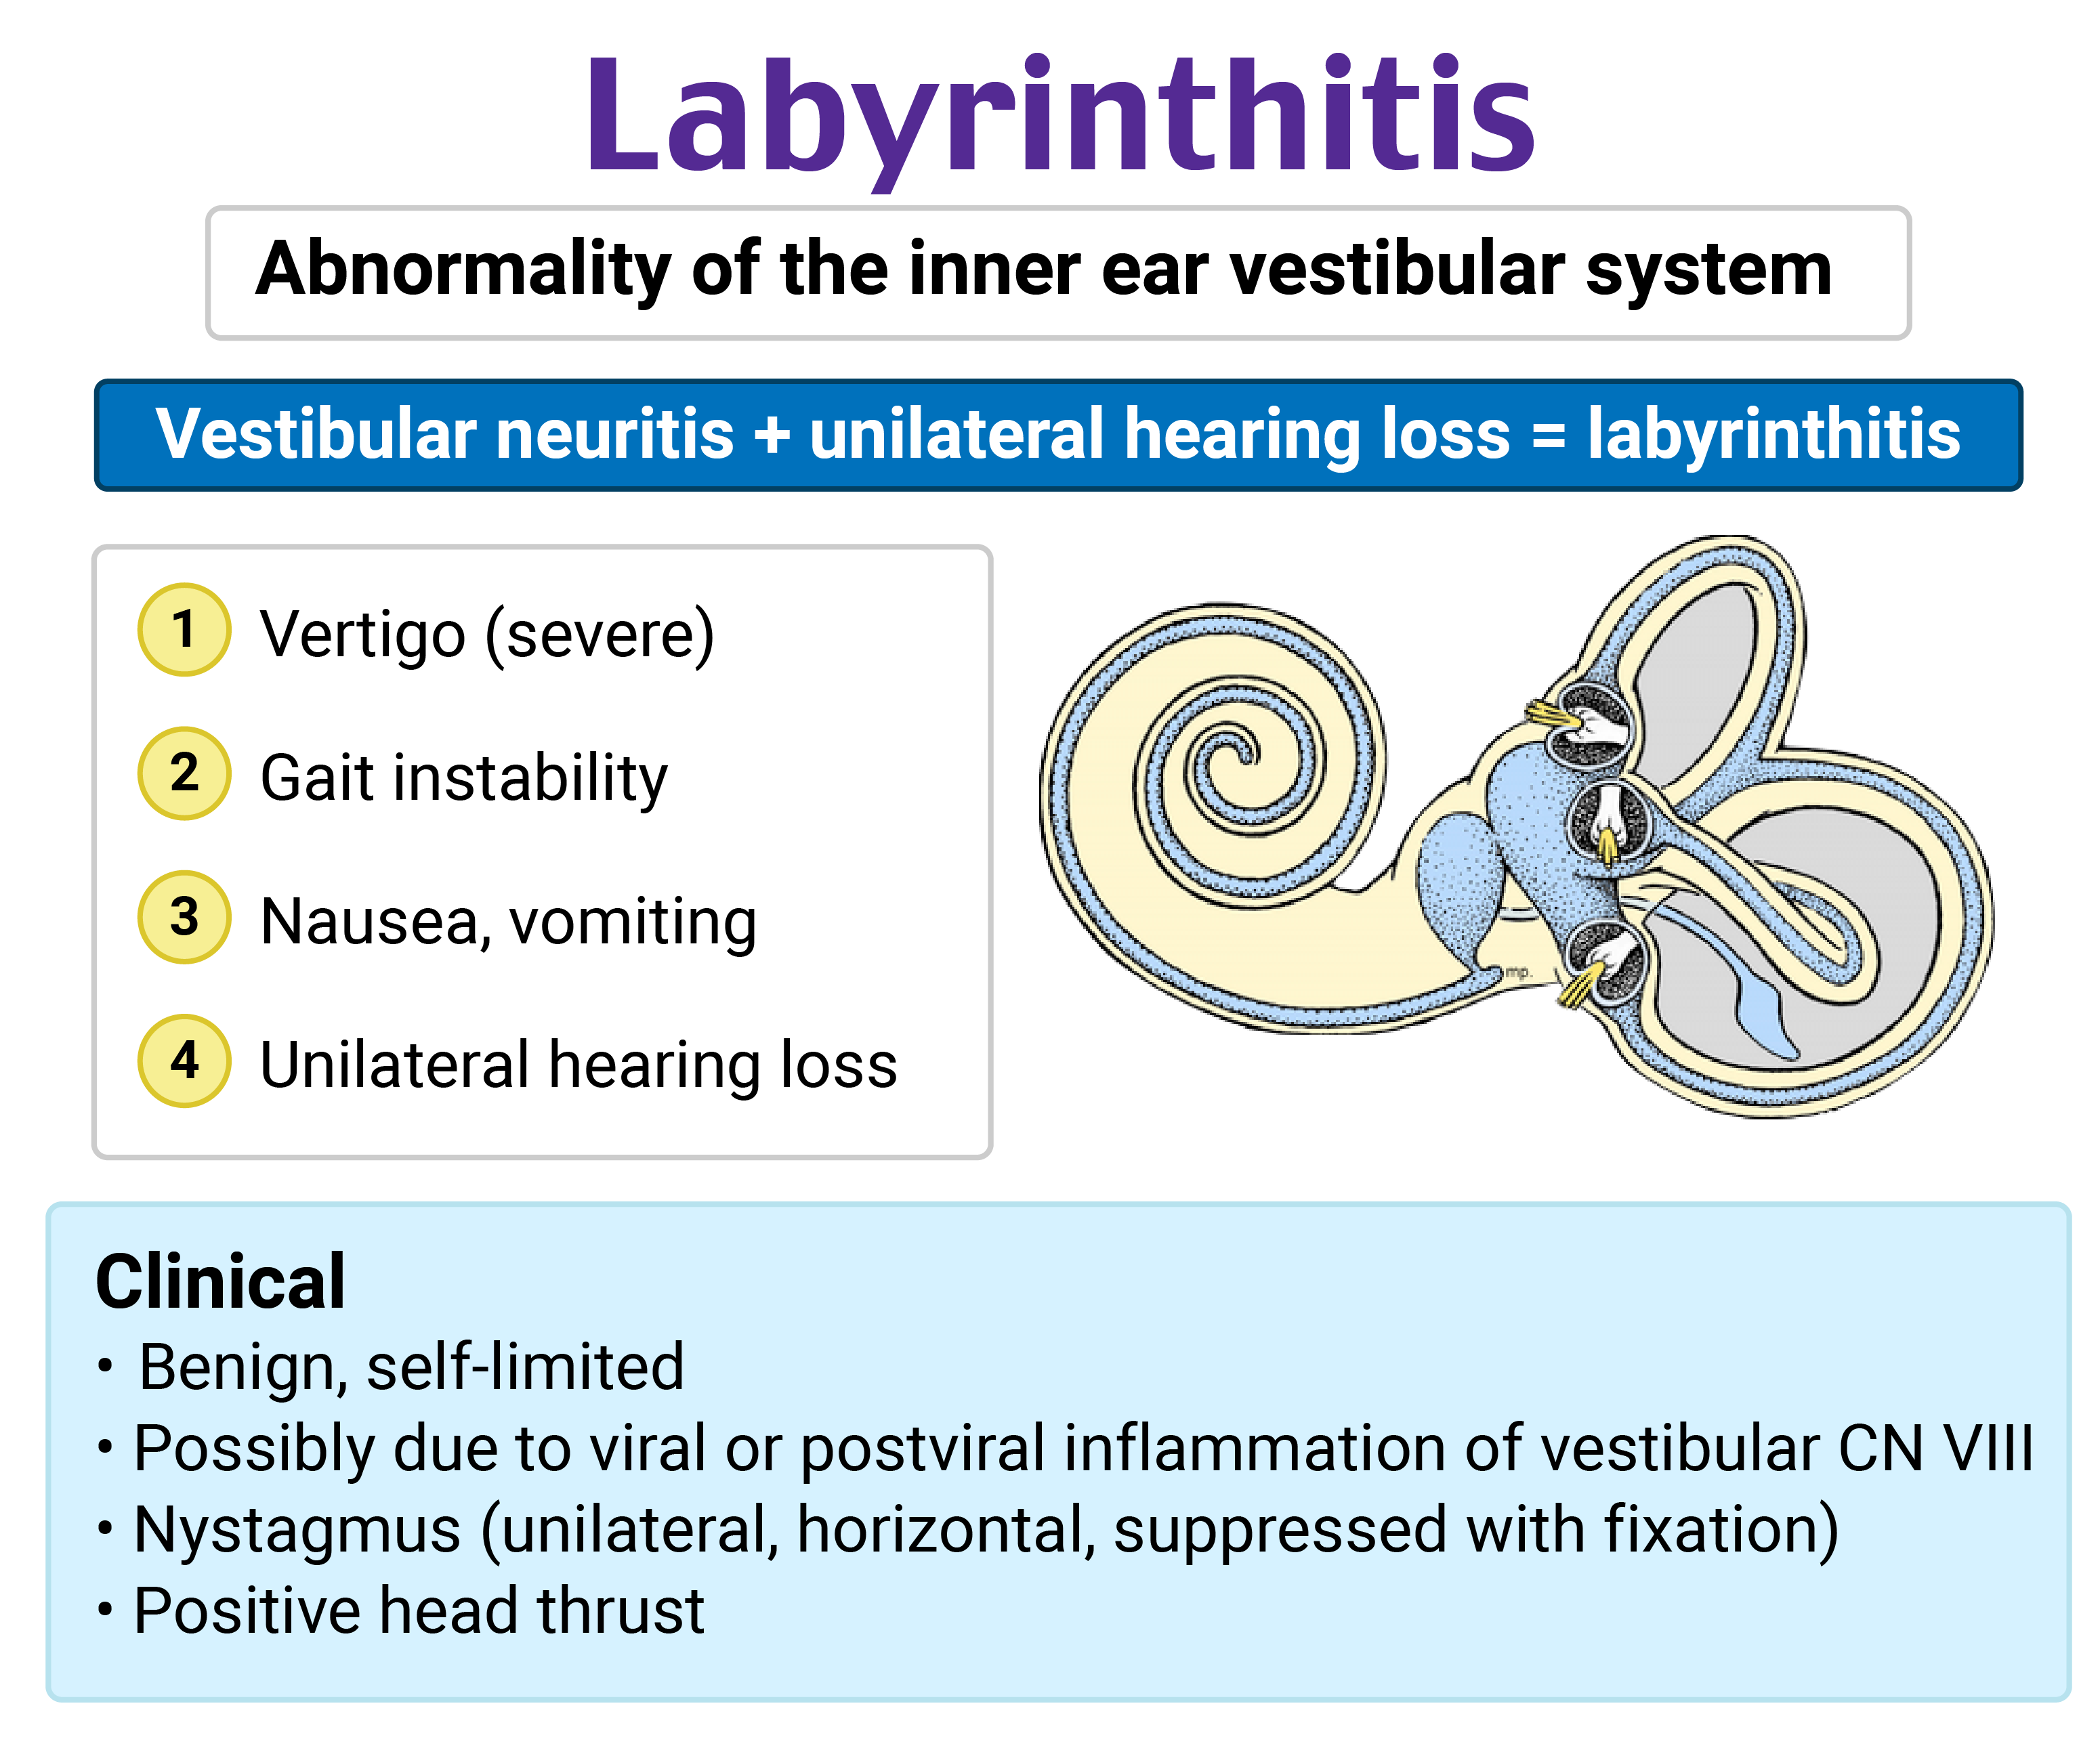 Labyrinthitis
Abnormality of the inner ear vestibular system
Vestibular neuritis + unilateral hearing loss = labyrinthitis
1 Vertigo (severe)
2 Gait instability
3 Nausea, vomiting
4 Unilateral hearing loss
mp.
Clinical
• Benign, self-limited
• Possibly due to viral or postviral inflammation of vestibular CN VIII
• Nystagmus (unilateral, horizontal, suppressed with fixation)
• Positive head thrust